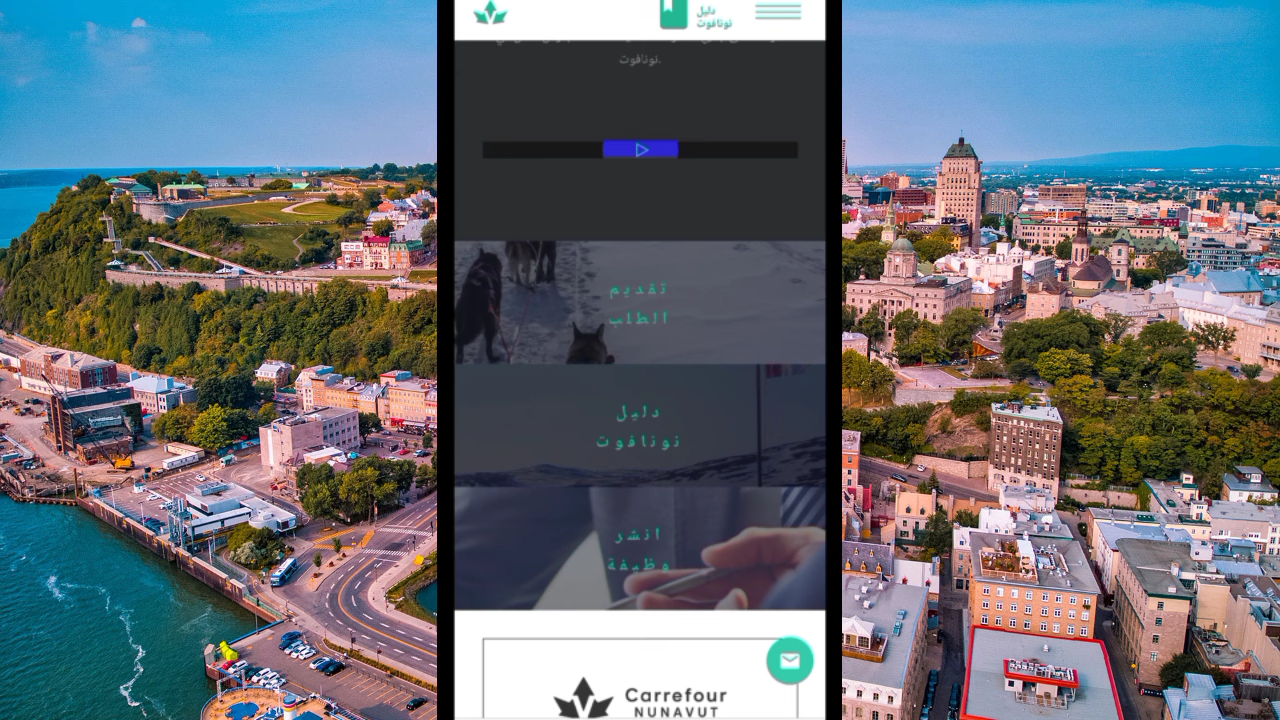 دليل
نونافوت
نونافوت.
تقديم
الطلب
دليل
نونافوت
انشر
وظيفة
Carrefour
NUNAVUT